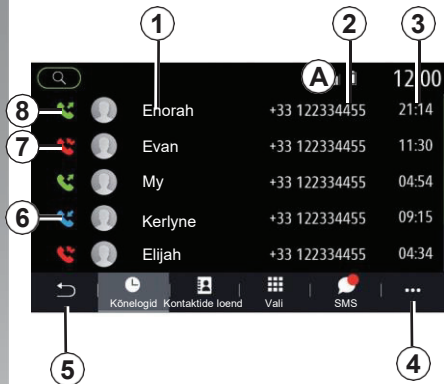 1 2 3
A 12:00
8 Enorah +33 122334455 21:14
7 Evan +33 122334455 11:30
My +33 122334455 04:54
6 Kerlyne +33 122334455 09:15
Elijah +33 122334455 04:34
Kõnelogid Kontaktide loend Vali SMS ...
5 4